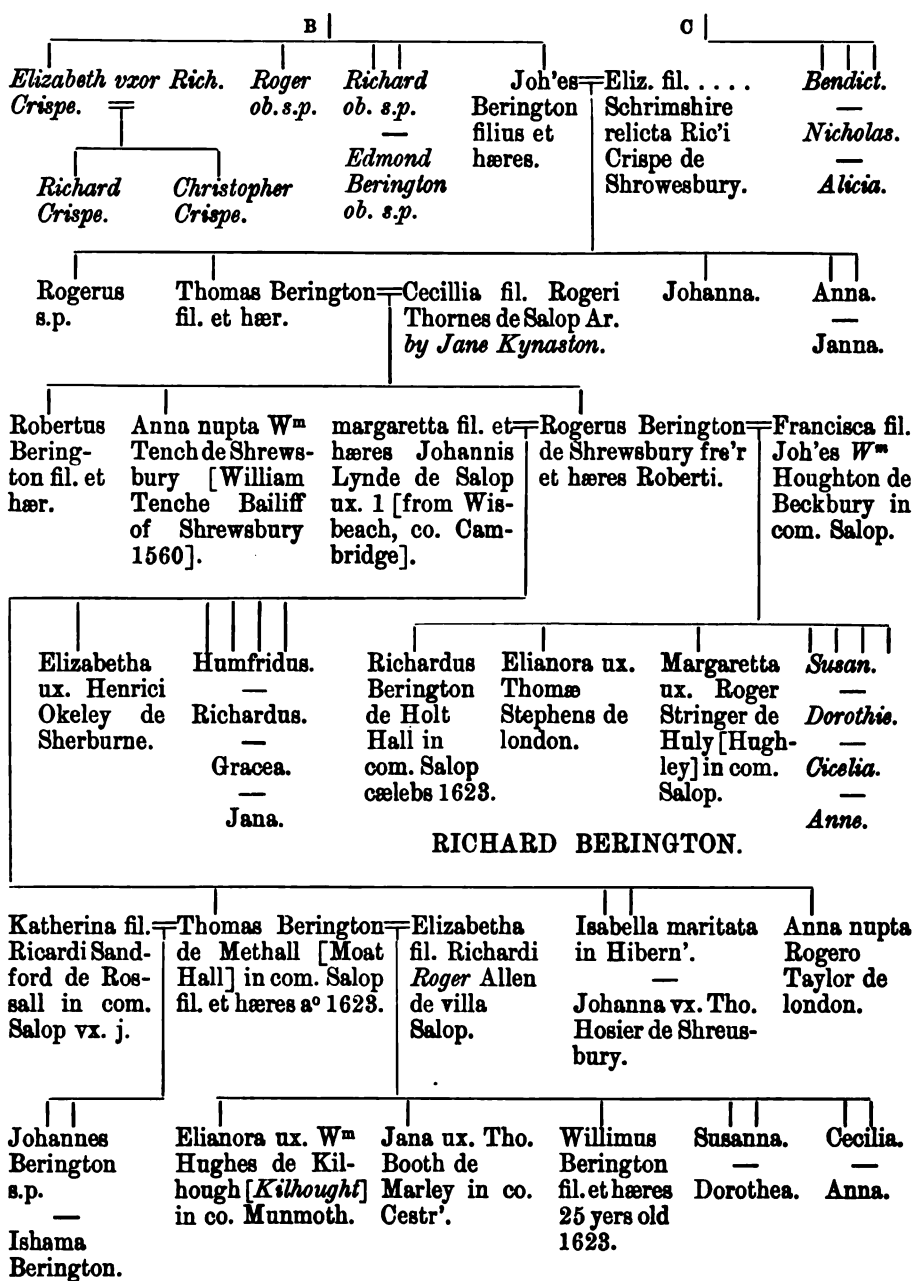 B
C
Elizabeth vxor Rich.
Crispe.
Roger
ob. s.p.
Richard
ob. s.p.
—
Edmond
Berington
ob. s.p.
Joh'es
Berington
filius et
hæres.
Eliz. fil. . . . . .
Schrimshire
relicta Ric'i
Crispe de
Shrowesbury.
Bendict.
—
Nicholas.
—
Alicia.
Richard
Crispe.
Christopher
Crispe.
Rogerus
s.p.
Thomas Berington
fil. et hær.
Cecillia fil. Rogeri
Thornes de Salop Ar.
by Jane Kynaston.
Johanna.
Anna.
—
Janna.
Robertus
Bering-
ton fil. et
hær.
Anna nupta Wm
Tench de Shrews-
bury [William
Tenche Bailiff
of Shrewsbury
1560].
margaretta fil. et
hæres Johannis
Lynde de Salop
ux. 1 [from Wis-
beach, co. Cam-
bridge].
Rogerus Berington
de Shrewsbury fre'r
et hæres Roberti.
Francisca fil.
Joh'es Wm
Houghton de
Beckbury in
com. Salop.
Elizabetha
ux. Henrici
Okeley de
Sherburne.
Humfridus.
—
Richardus.
—
Gracea.
—
Jana.
Richardus
Berington
de Holt
Hall in
com. Salop
cælebs 1623.
Elianora ux.
Thomæ
Stephens de
london.
Margaretta
ux. Roger
Stringer de
Huly [Hugh-
ley] in com.
Salop.
Susan.
—
Dorothie.
—
Cicelia.
—
Anne.
RICHARD BERINGTON.
Katherina fil.
Ricardi Sand-
ford de Ros-
sall in com.
Salop vx. j.
Thomas Berington
de Methall [Moat
Hall] in com. Salop
fil. et hæres aº 1623.
Elizabetha
fil. Richardi
Roger Allen
de villa
Salop.
Isabella maritata
in Hibern'.
—
Johanna vx. Tho.
Hosier de Shreus-
bury.
Anna nupta
Rogero
Taylor de
london.
Johannes
Berington
s.p.
—
Ishama
Berington.
Elianora ux. Wm
Hughes de Kil-
hough [Kilhought]
in co. Munmoth.
Jana ux. Tho.
Booth de
Marley in co.
Cestr'.
Willimus
Berington
fil. et hæres
25 yers old
1623.
Susanna.
—
Dorothea.
Cecilia.
—
Anna.